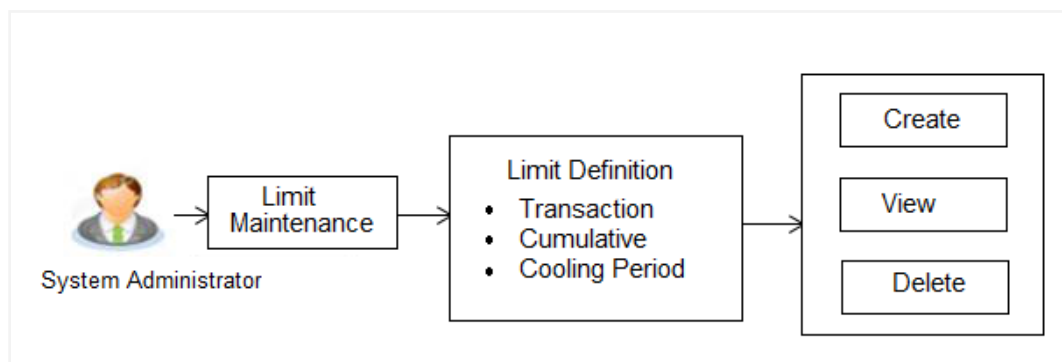 System Administrator
Limit
Maintenance
Limit Definition
• Transaction
• Cumulative
• Cooling Period
Create
View
Delete